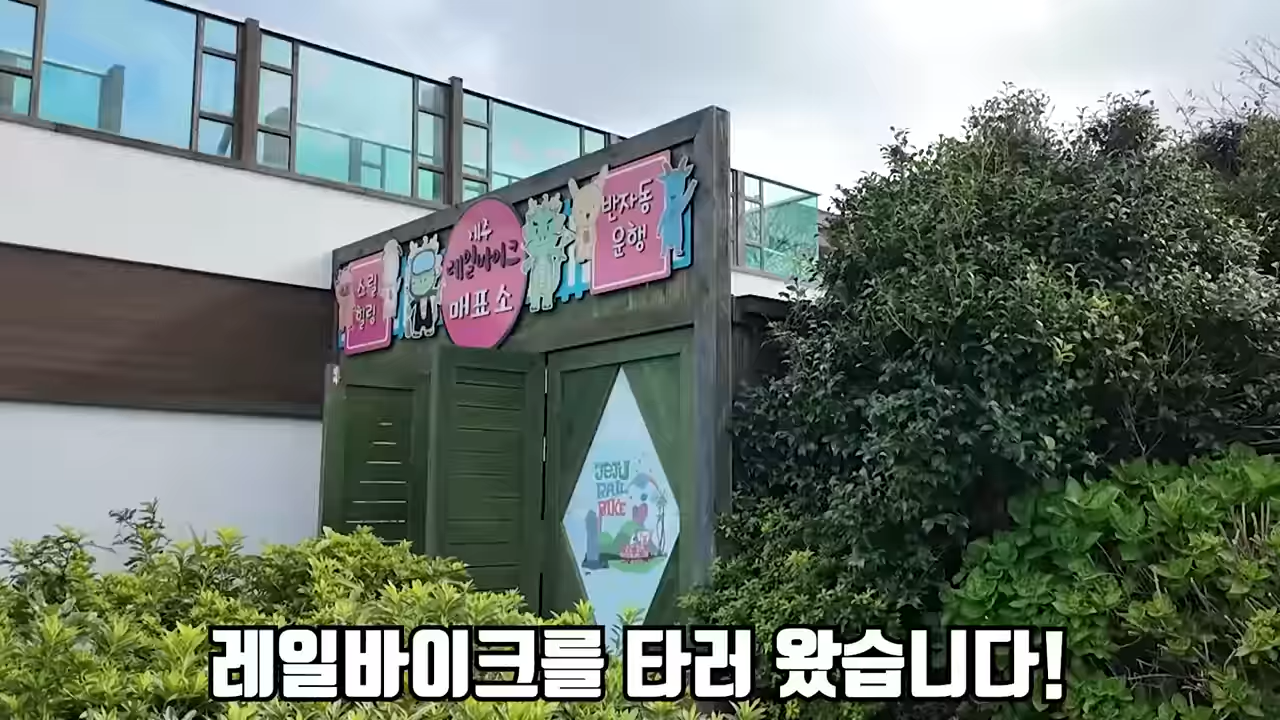 스릴
힐링
제주
레일바이크
매표소
반자동
운행
JEJU
RAIL
BIKE
레일바이크를 타러 왔습니다!